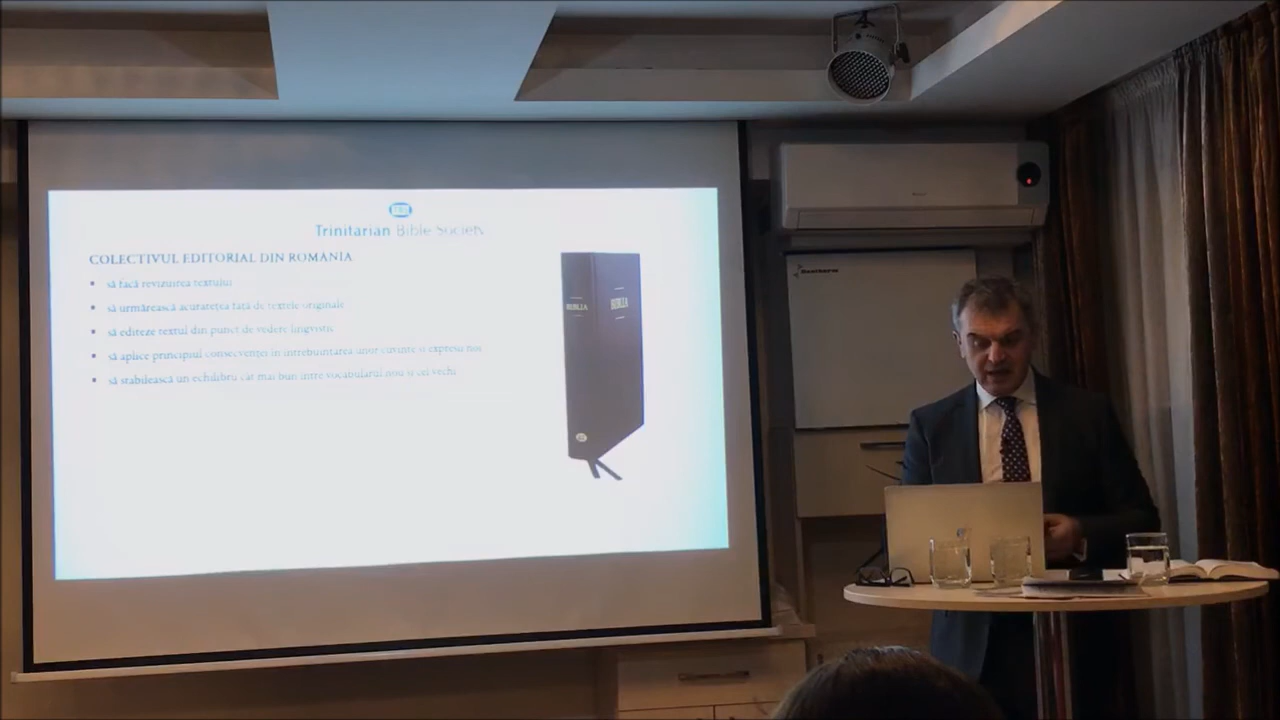 Trinitarian Bible Society
COLECTIVUL EDITORIAL DIN ROMÂNIA
să facă revizuirea textului
să urmărească acuratețea față de textele originale
să editeze textul din punct de vedere lingvistic
să aplice principiul consecvenței în întrebuințarea unor cuvinte și expresii noi
să stabilească un echilibru cât mai bun între vocabularul nou și cel vechi
BIBLIA
BIBLIA